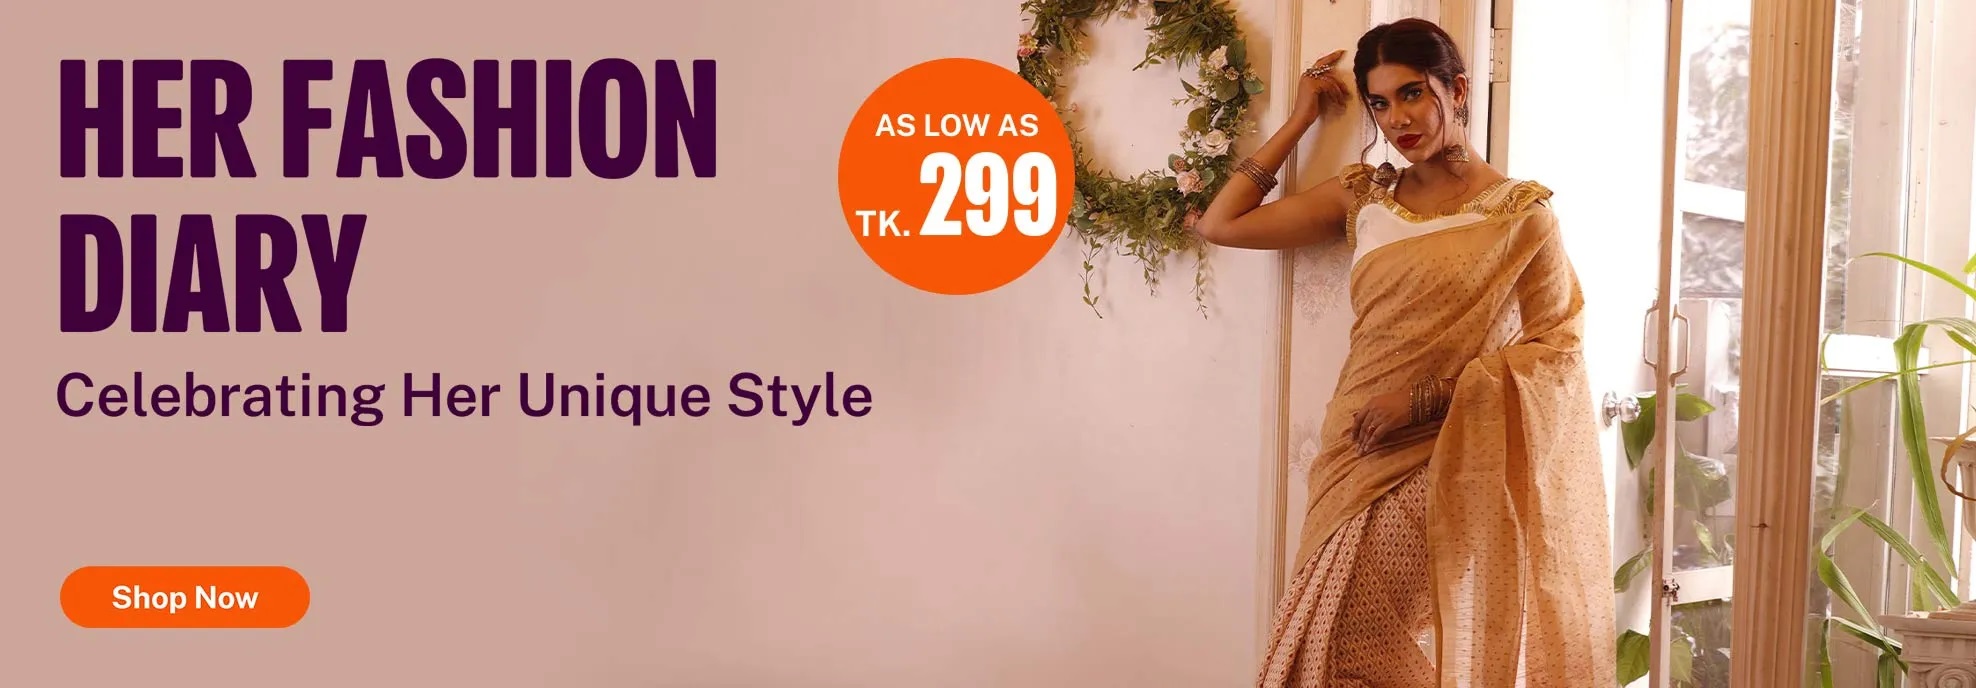 HER FASHION
DIARY
Celebrating Her Unique Style
Shop Now
AS LOW AS
TK. 299